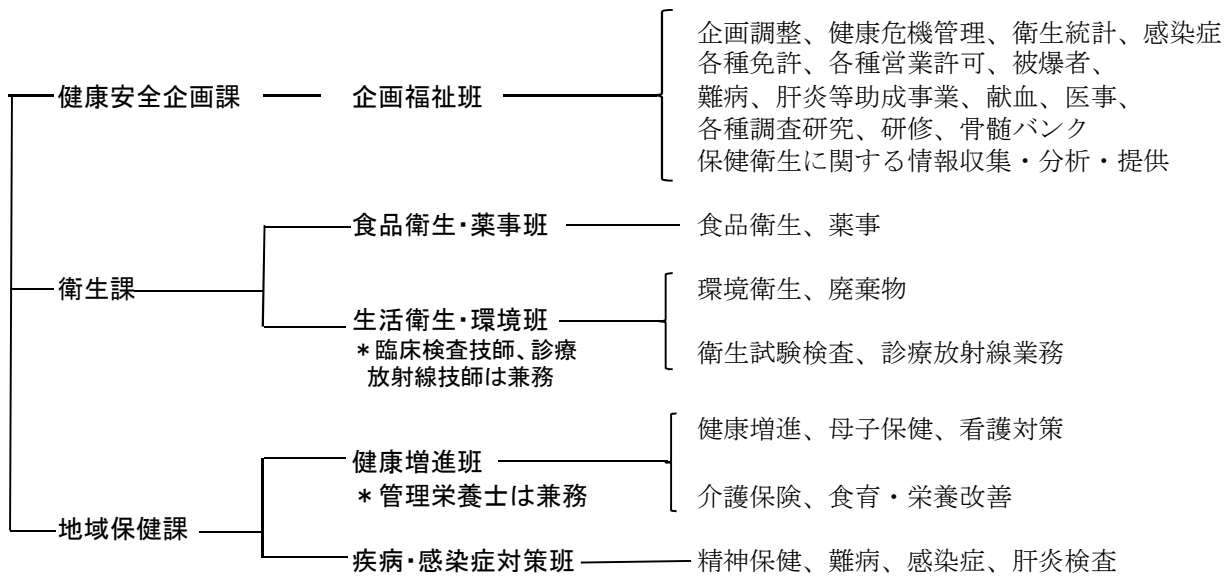 企画調整、健康危機管理、衛生統計、感染症
各種免許、各種営業許可、被爆者、
健康安全企画課
企画福祉班
難病、肝炎等助成事業、献血、医事、
各種調査研究、研修、骨髄バンク
保健衛生に関する情報収集・分析・提供
食品衛生・薬事班
食品衛生、薬事
衛生課
環境衛生、廃棄物
生活衛生・環境班
＊臨床検査技師、診療
放射線技師は兼務
衛生試験検査、診療放射線業務
健康増進、母子保健、看護対策
健康増進班
＊管理栄養士は兼務
介護保険、食育・栄養改善
地域保健課
疾病・感染症対策班
精神保健、難病、感染症、肝炎検査